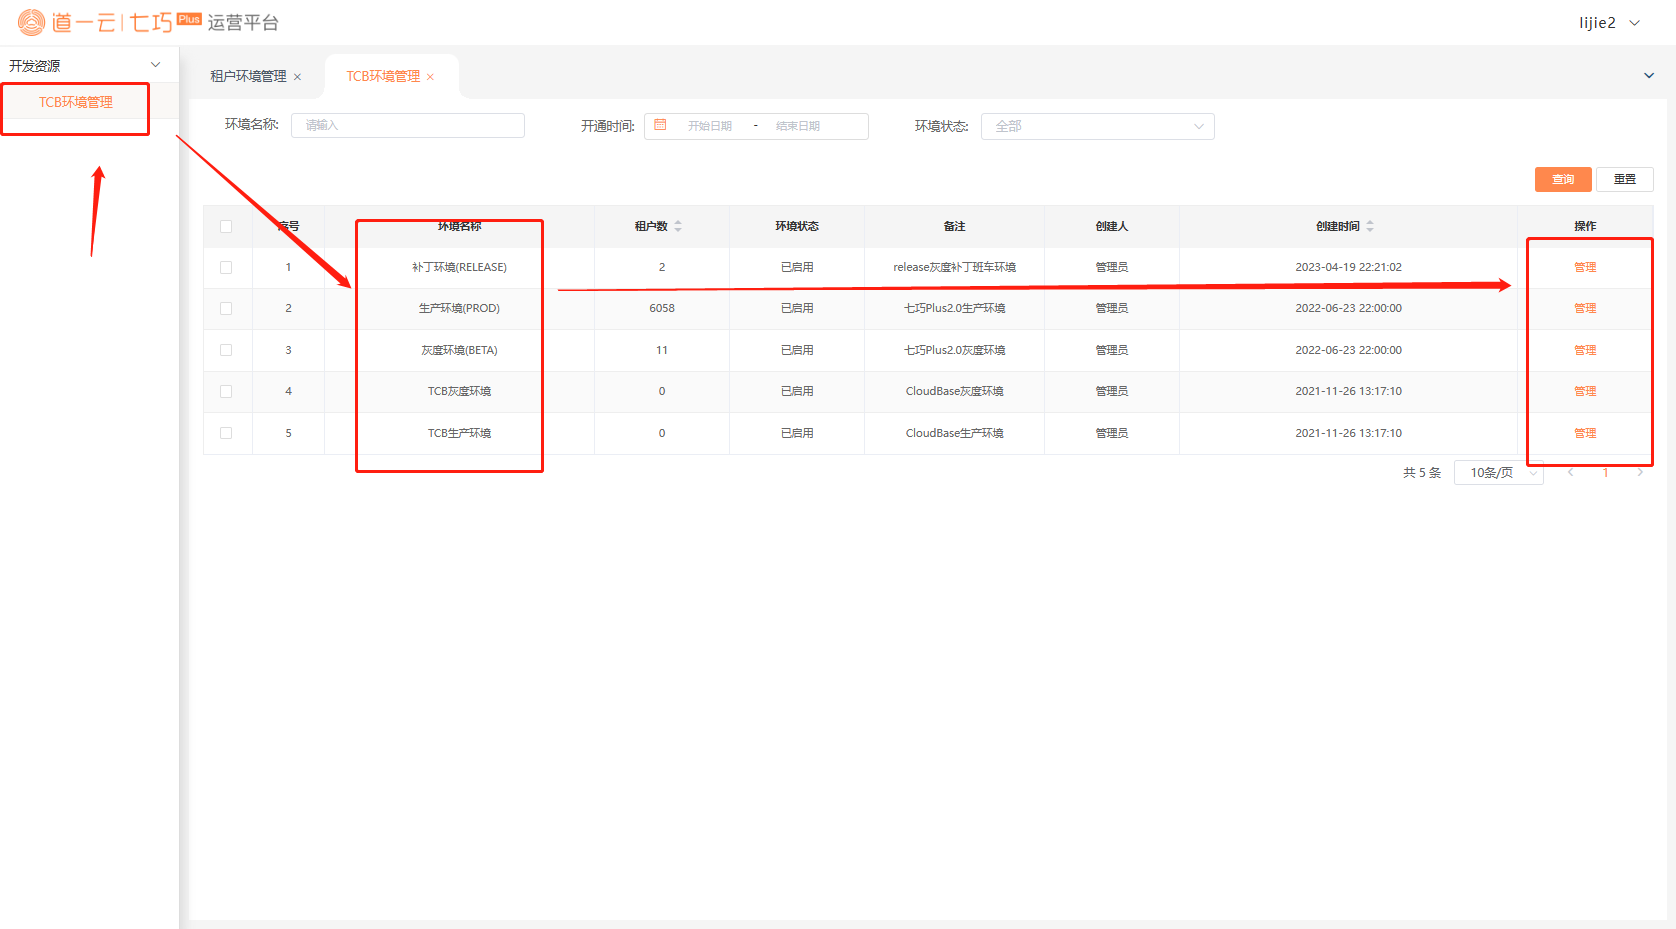 道一云|七巧 Plus 运营平台
lijie2
开发资源
TCB环境管理
租户环境管理 ×
TCB环境管理 ×
环境名称: 请输入
开通时间: 开始日期 - 结束日期
环境状态: 全部
查询 重置
序号 环境名称 租户数 环境状态 备注 创建人 创建时间 操作
1 补丁环境(RELEASE) 2 已启用 release灰度补丁班车环境 管理员 2023-04-19 22:21:02 管理
2 生产环境(PROD) 6058 已启用 七巧Plus2.0生产环境 管理员 2022-06-23 22:00:00 管理
3 灰度环境(BETA) 11 已启用 七巧Plus2.0灰度环境 管理员 2022-06-23 22:00:00 管理
4 TCB灰度环境 0 已启用 CloudBase灰度环境 管理员 2021-11-26 13:17:10 管理
5 TCB生产环境 0 已启用 CloudBase生产环境 管理员 2021-11-26 13:17:10 管理
共 5 条 10条/页 < 1 >